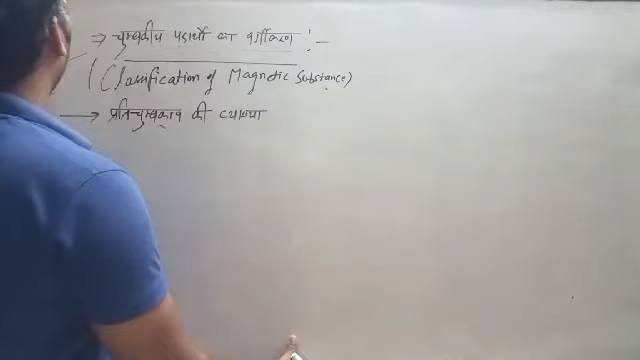 → चुम्बकीय पदार्थो का वर्गीकरण :-
(Classification of Magnetic Substance)
→ प्रतिचुम्बकत्व की व्याख्या